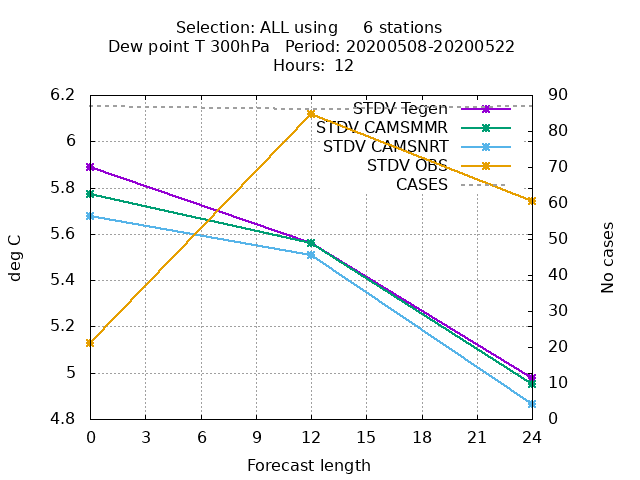 Selection: ALL using     6 stations
Dew point T 300hPa   Period: 20200508-20200522
Hours: 12
6.2
6
5.8
5.6
5.4
5.2
5
4.8
90
80
70
60
50
40
30
20
10
0
STDV Tegen
STDV CAMSMMR
STDV CAMSNRT
STDV OBS
CASES
deg C
No cases
0 3 6 9 12 15 18 21 24
Forecast length